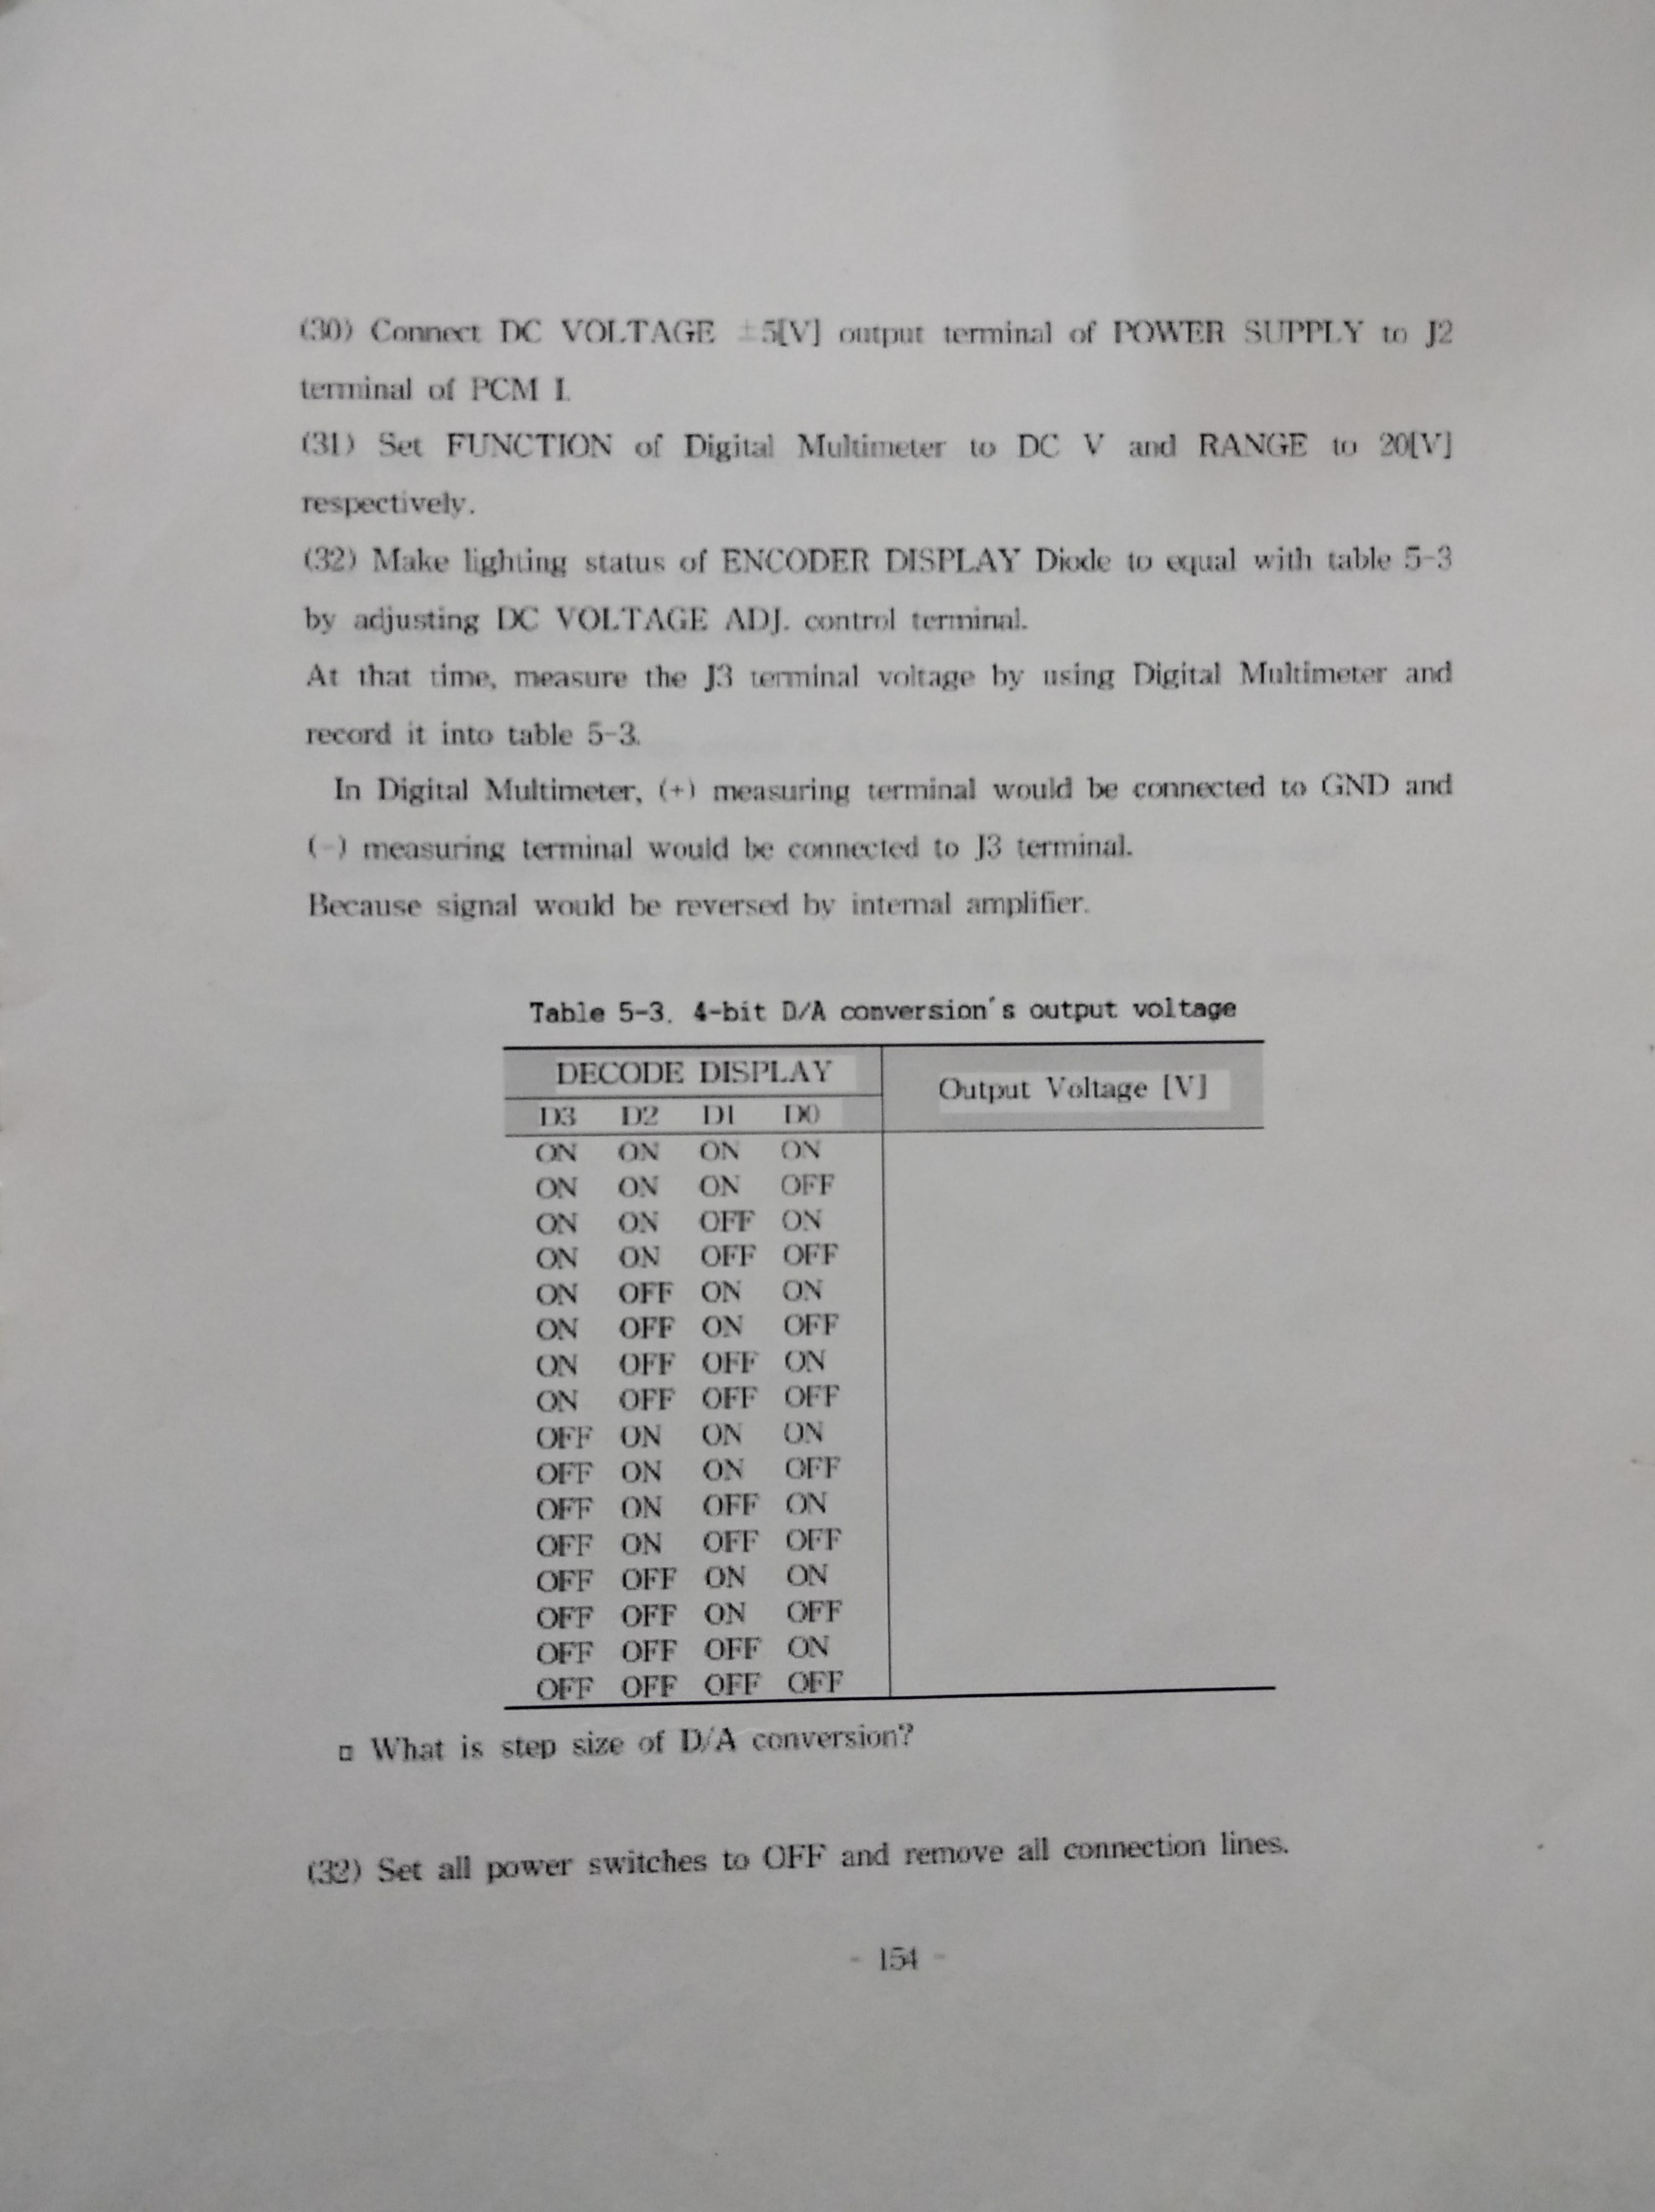 (30) Connect DC VOLTAGE ±5[V] output terminal of POWER SUPPLY to J2
terminal of PCM I.
(31) Set FUNCTION of Digital Multimeter to DC V and RANGE to 20[V]
respectively.
(32) Make lighting status of ENCODER DISPLAY Diode to equal with table 5-3
by adjusting DC VOLTAGE ADJ. control terminal.
At that time, measure the J3 terminal voltage by using Digital Multimeter and
record it into table 5-3.
In Digital Multimeter, (+) measuring terminal would be connected to GND and
(-) measuring terminal would be connected to J3 terminal.
Because signal would be reversed by internal amplifier.
Table 5-3. 4-bit D/A conversion's output voltage
DECODE DISPLAY Output Voltage [V]
D3 D2 D1 D0
ON ON ON ON
ON ON ON OFF
ON ON OFF ON
ON ON OFF OFF
ON OFF ON ON
ON OFF ON OFF
ON OFF OFF ON
ON OFF OFF OFF
OFF ON ON ON
OFF ON ON OFF
OFF ON OFF ON
OFF ON OFF OFF
OFF OFF ON ON
OFF OFF ON OFF
OFF OFF OFF ON
OFF OFF OFF OFF
□ What is step size of D/A conversion?
(32) Set all power switches to OFF and remove all connection lines.
- 154 -